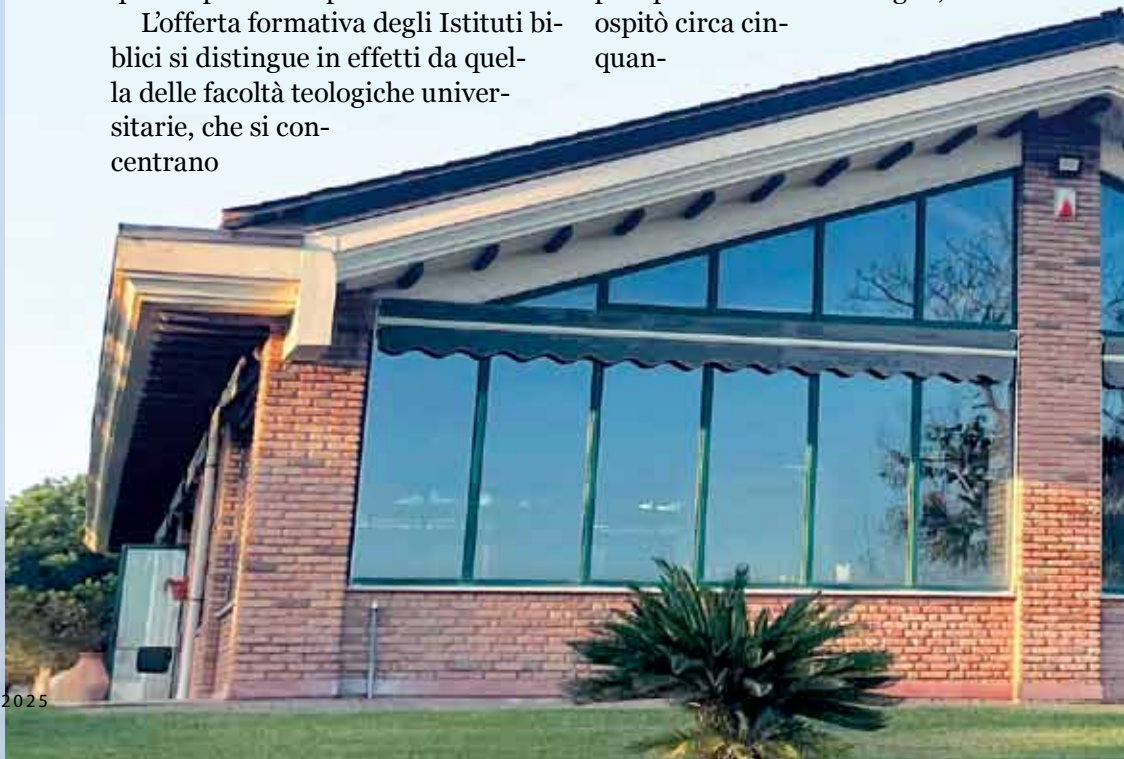 L’offerta formativa degli Istituti bi-
blici si distingue in effetti da quel-
la delle facoltà teologiche univer-
sitarie, che si con-
centrano
ospitò circa cin-
quan-
2025